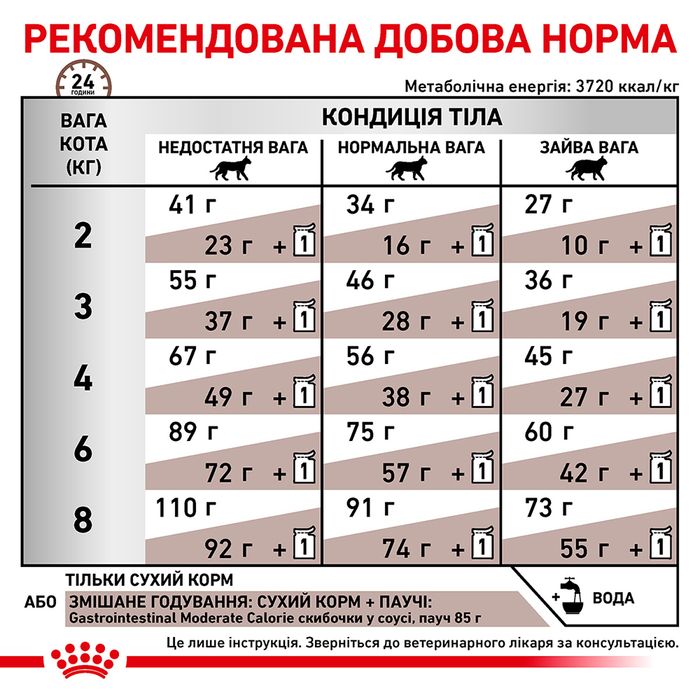 РЕКОМЕНДОВАНА ДОБОВА НОРМА
24
ГОДИНИ
Метаболічна енергія: 3720 ккал/кг
ВАГА
КОТА
(КГ)
КОНДИЦІЯ ТІЛА
НЕДОСТАТНЯ ВАГА НОРМАЛЬНА ВАГА ЗАЙВА ВАГА
2
41 г 34 г 27 г
23 г + 1 16 г + 1 10 г + 1
3
55 г 46 г 36 г
37 г + 1 28 г + 1 19 г + 1
4
67 г 56 г 45 г
49 г + 1 38 г + 1 27 г + 1
6
89 г 75 г 60 г
72 г + 1 57 г + 1 42 г + 1
8
110 г 91 г 73 г
92 г + 1 74 г + 1 55 г + 1
ТІЛЬКИ СУХИЙ КОРМ
АБО ЗМІШАНЕ ГОДУВАННЯ: СУХИЙ КОРМ + ПАУЧІ:
Gastrointestinal Moderate Calorie скибочки у соусі, пауч 85 г
+ ВОДА
Це лише інструкція. Зверніться до ветеринарного лікаря за консультацією.